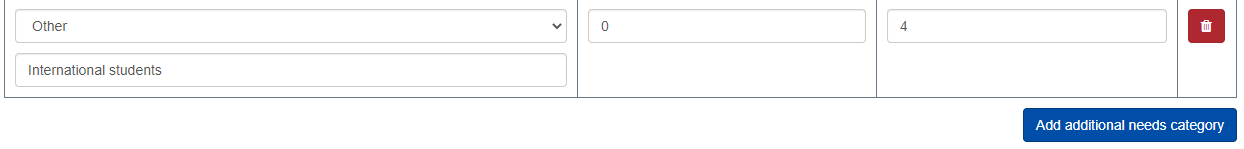 Other
0
4
International students
Add additional needs category